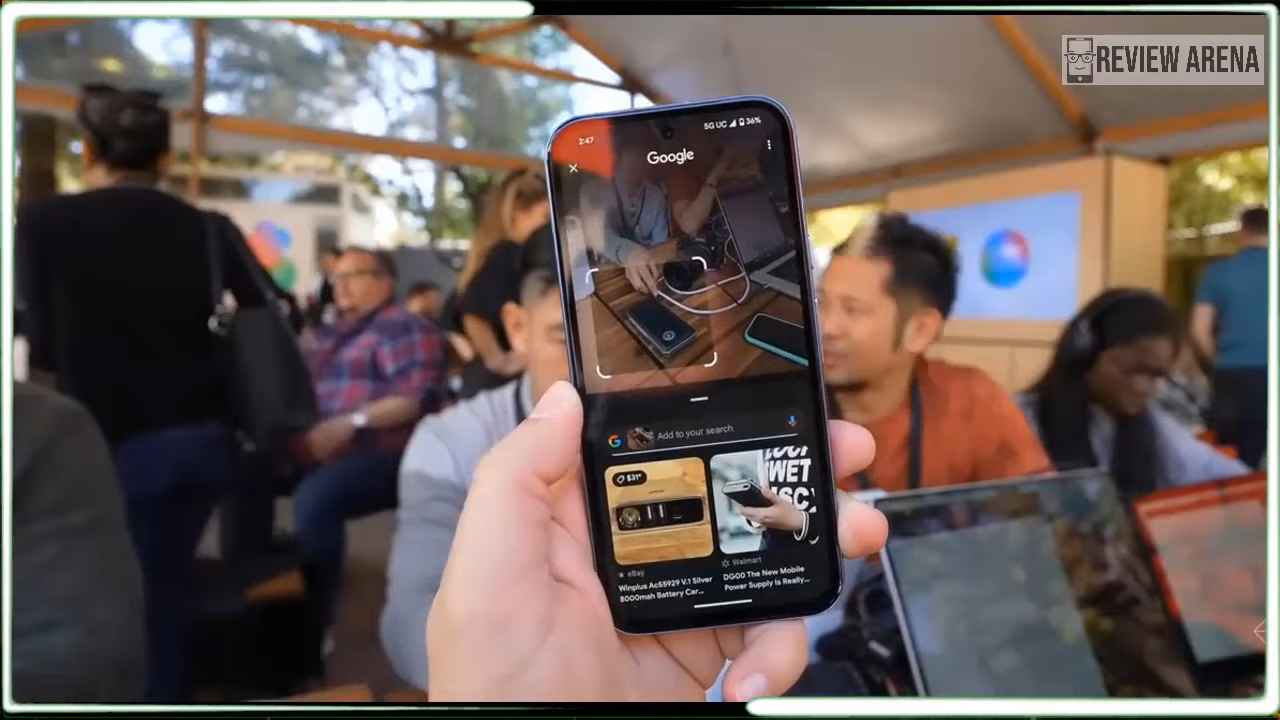 REVIEW ARENA
2:47
5G UC 36%
Google
Add to your search
$31*
eBay
Winplus Ac55929 V.1 Silver
8000mah Battery Car...
Walmart
DGOO The New Mobile
Power Supply Is Really...
WET